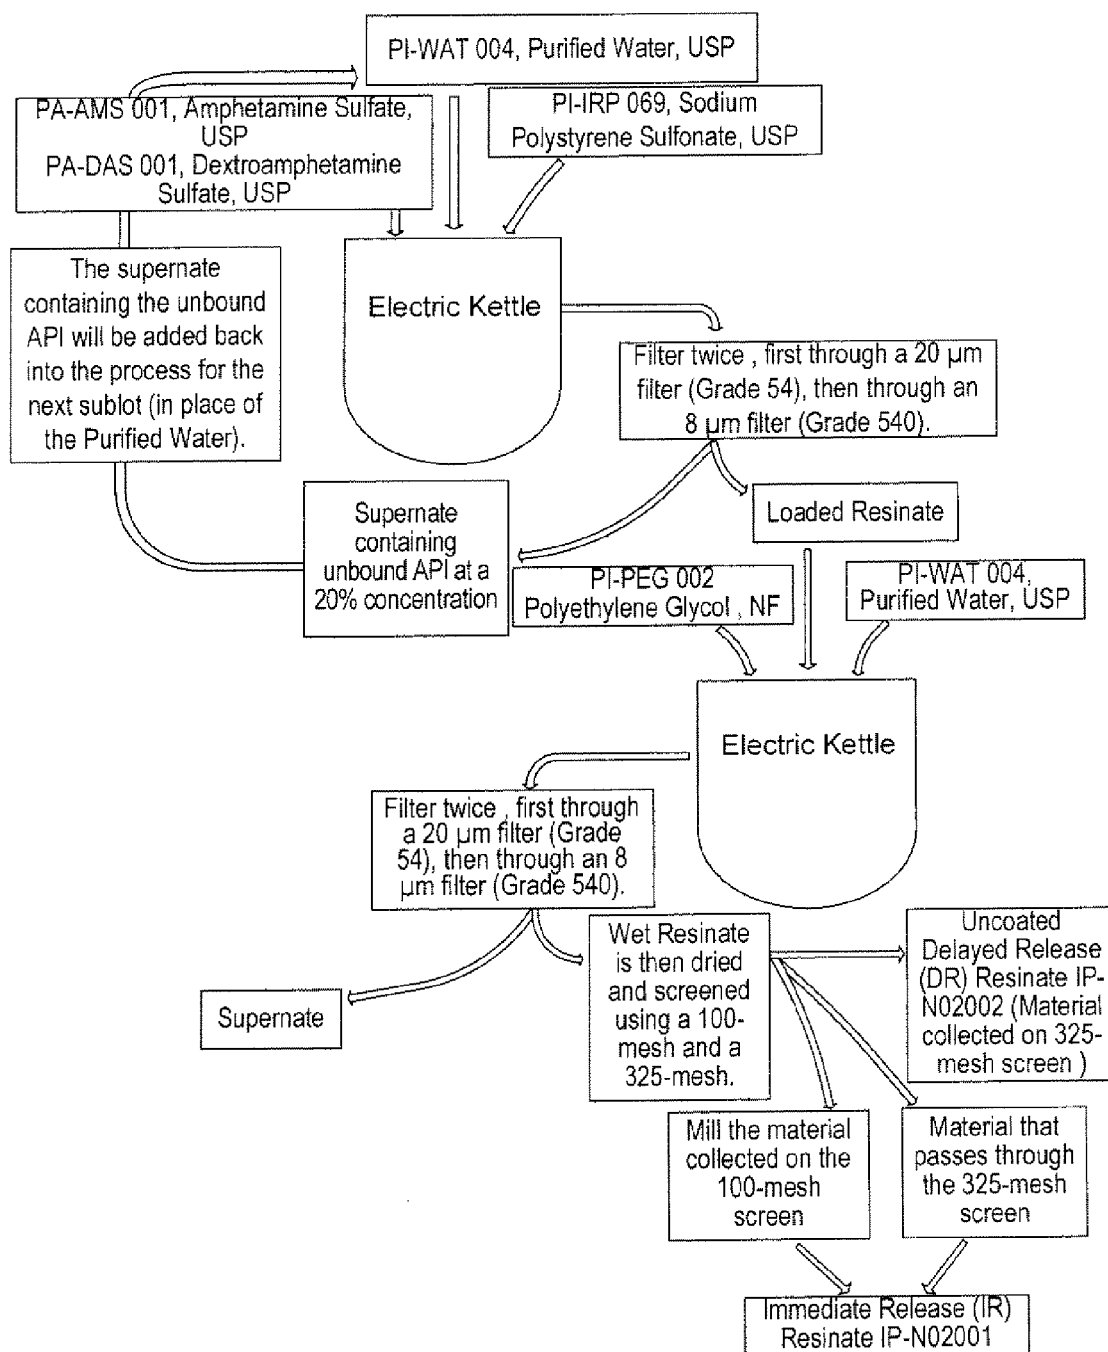 PI-WAT 004, Purified Water, USP
PA-AMS 001, Amphetamine Sulfate,
USP
PA-DAS 001, Dextroamphetamine
Sulfate, USP
PI-IRP 069, Sodium
Polystyrene Sulfonate, USP
The supernate
containing the unbound
API will be added back
into the process for the
next sublot (in place of
the Purified Water).
Electric Kettle
Filter twice , first through a 20 µm
filter (Grade 54), then through an
8 µm filter (Grade 540).
Supernate
containing
unbound API at a
20% concentration
Loaded Resinate
PI-PEG 002
Polyethylene Glycol , NF
PI-WAT 004,
Purified Water, USP
Electric Kettle
Filter twice , first through
a 20 µm filter (Grade
54), then through an 8
µm filter (Grade 540).
Supernate
Wet Resinate
is then dried
and screened
using a 100-
mesh and a
325-mesh.
Uncoated
Delayed Release
(DR) Resinate IP-
N02002 (Material
collected on 325-
mesh screen )
Mill the material
collected on the
100-mesh
screen
Material that
passes through
the 325-mesh
screen
Immediate Release (IR)
Resinate IP-N02001